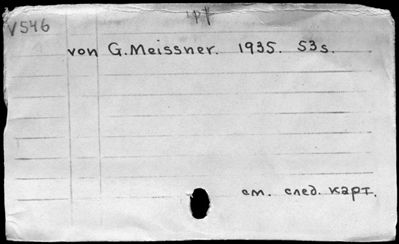 V546
von G. Meissner. 1935. 53s.
см. след. карт.